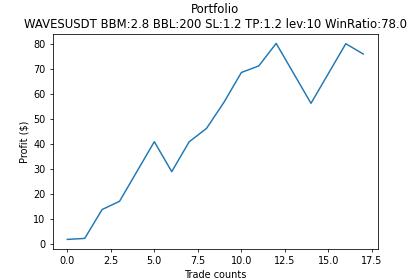 Portfolio
WAVESUSDT BBM:2.8 BBL:200 SL:1.2 TP:1.2 lev:10 WinRatio:78.0
80
70
60
50
40
30
20
10
0
Profit ($)
0.0 2.5 5.0 7.5 10.0 12.5 15.0 17.5
Trade counts